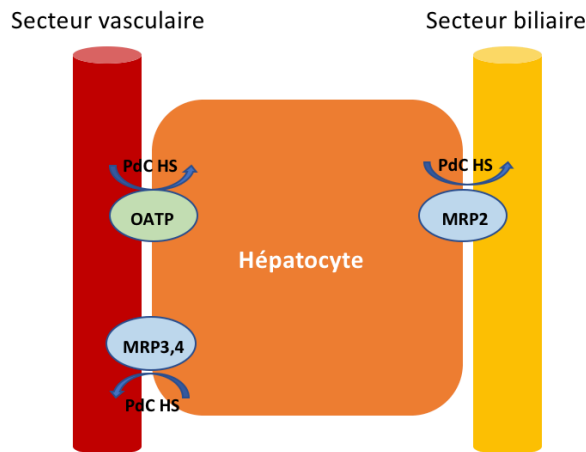 Secteur vasculaire
Secteur biliaire
PdC HS
PdC HS
OATP
MRP2
Hépatocyte
MRP3,4
PdC HS